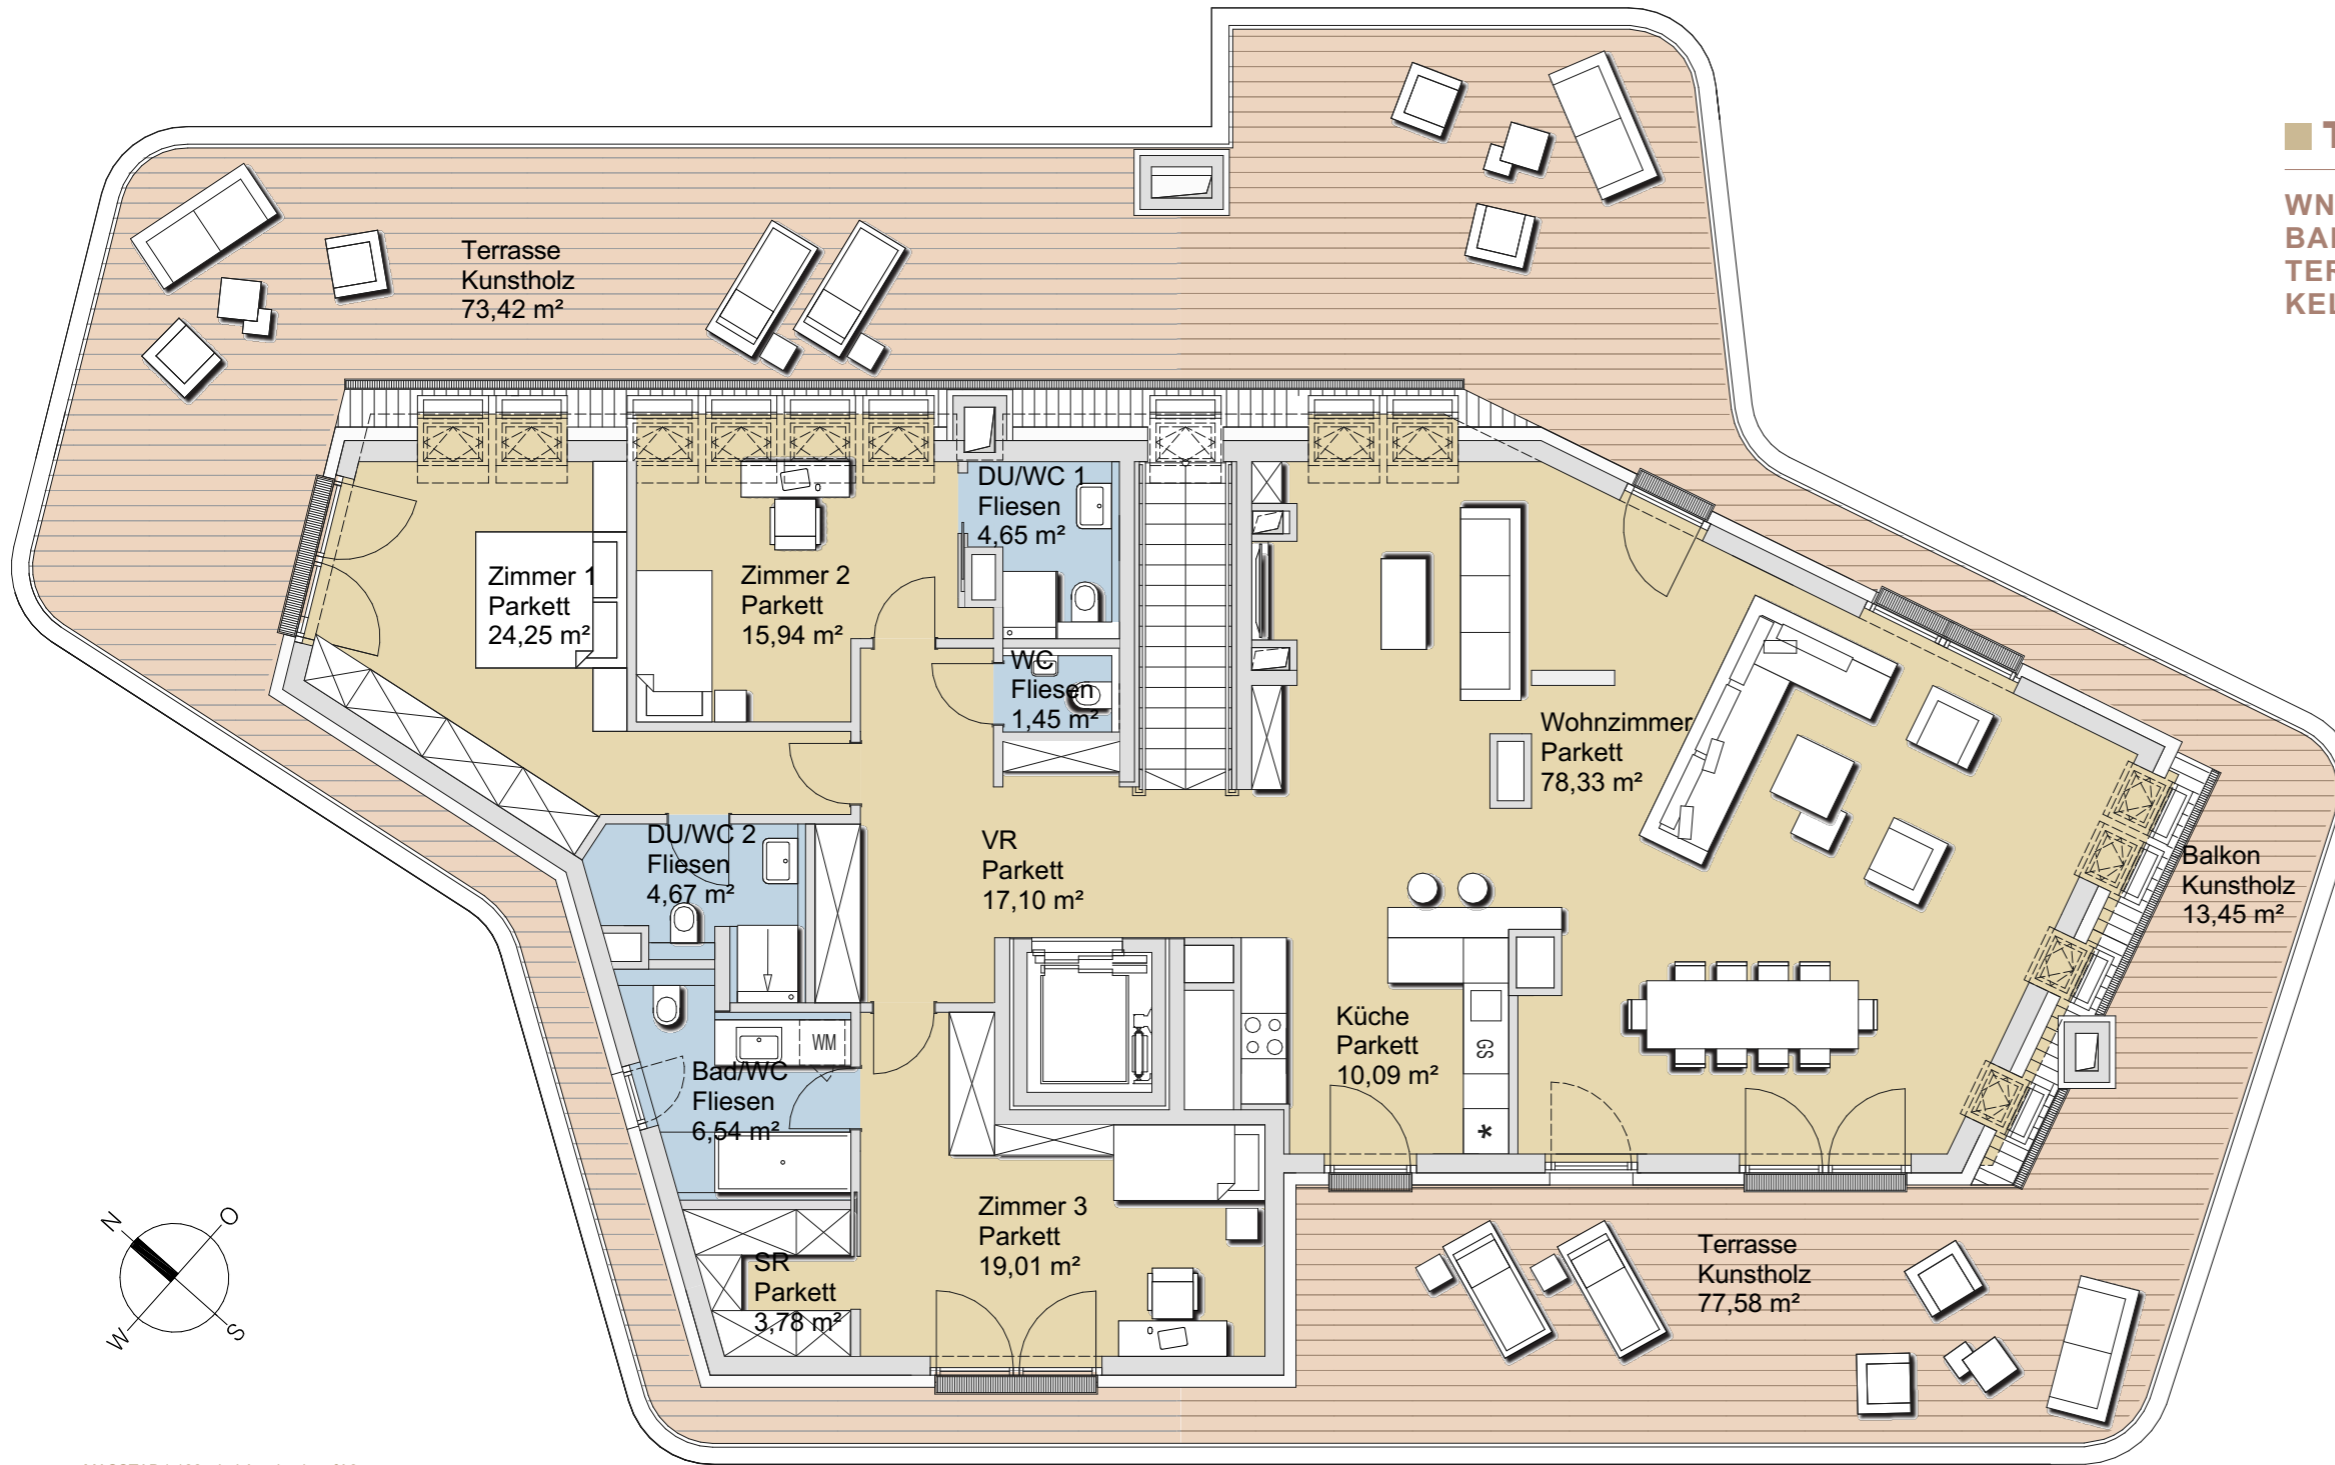 Terrasse
Kunstholz
73,42 m²
DU/WC 1
Fliesen
4,65 m²
Zimmer 1
Parkett
24,25 m²
Zimmer 2
Parkett
15,94 m²
WC
Fliesen
1,45 m²
Wohnzimmer
Parkett
78,33 m²
DU/WC 2
Fliesen
4,67 m²
VR
Parkett
17,10 m²
Balkon
Kunstholz
13,45 m²
Küche
Parkett
10,09 m²
GS
*
WM
Bad/WC
Fliesen
6,54 m²
Zimmer 3
Parkett
19,01 m²
SR
Parkett
3,78 m²
Terrasse
Kunstholz
77,58 m²
N
O
W
S